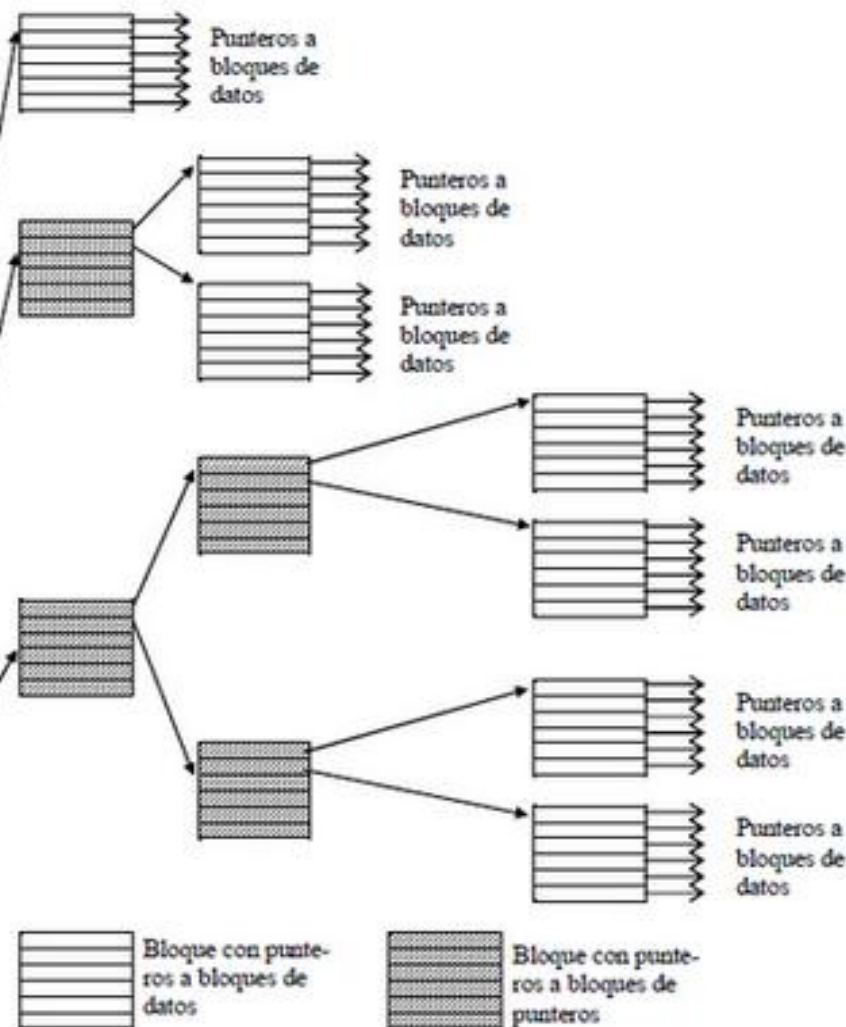 Punteros a
bloques de
datos
Punteros a
bloques de
datos
Punteros a
bloques de
datos
Punteros a
bloques de
datos
Punteros a
bloques de
datos
Punteros a
bloques de
datos
Punteros a
bloques de
datos
Bloque con punte-
ros a bloques de
datos
Bloque con punte-
ros a bloques de
punteros